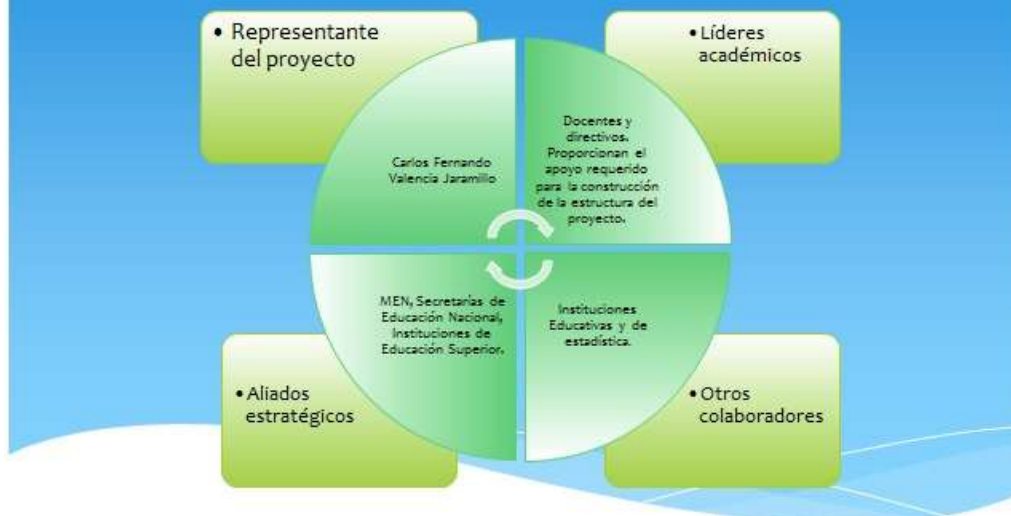 • Representante
del proyecto
• Líderes
académicos
Carlos Fernando
Valencia Jaramillo
Docentes y
directivos.
Proporcionan el
apoyo requerido
para la construcción
de la estructura del
proyecto.
MEN, Secretarías de
Educación Nacional,
Instituciones de
Educación Superior.
Instituciones
Educativas y de
estadística.
• Aliados
estratégicos
• Otros
colaboradores